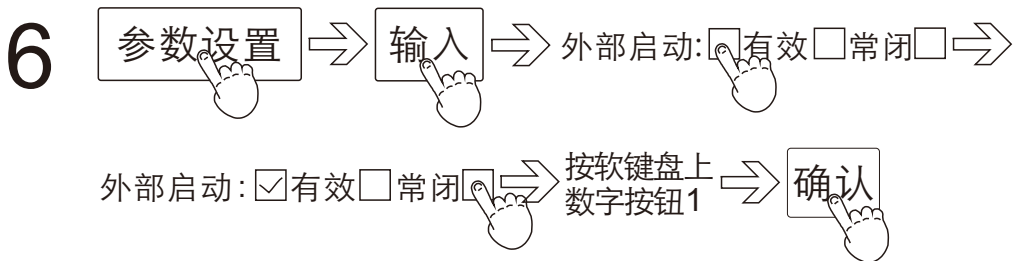 6 参数设置 输入 外部启动:□有效□常闭□
外部启动:☑有效□常闭□ 按软键盘上 确认
数字按钮1